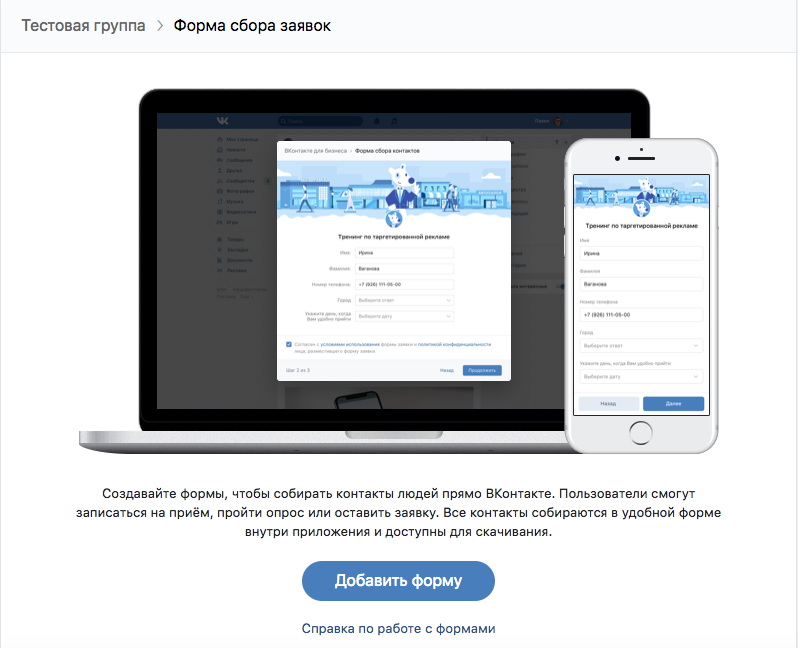 Тестовая группа > Форма сбора заявок
Поиск
ВКонтакте для бизнеса › Форма сбора контактов
Тренинг по таргетированной рекламе
Имя: Ирина
Фамилия: Ваганова
Номер телефона: +7 (926) 111-05-00
Город Выберите ответ
Укажите день, когда
Вам удобно прийти
Выберите дату
Согласен с условиями использования формы заявки и политикой конфиденциальности
лица, разместившего форму заявки.
Шаг 2 из 3 Назад Продолжить
Тренинг по таргетированной рекламе
Имя
Ирина
Фамилия
Ваганова
Номер телефона
+7 (926) 111-05-00
Город
Выберите ответ
Укажите день, когда Вам удобно прийти
Выберите дату
Назад Далее
Создавайте формы, чтобы собирать контакты людей прямо ВКонтакте. Пользователи смогут
записаться на приём, пройти опрос или оставить заявку. Все контакты собираются в удобной форме
внутри приложения и доступны для скачивания.
Добавить форму
Справка по работе с формами